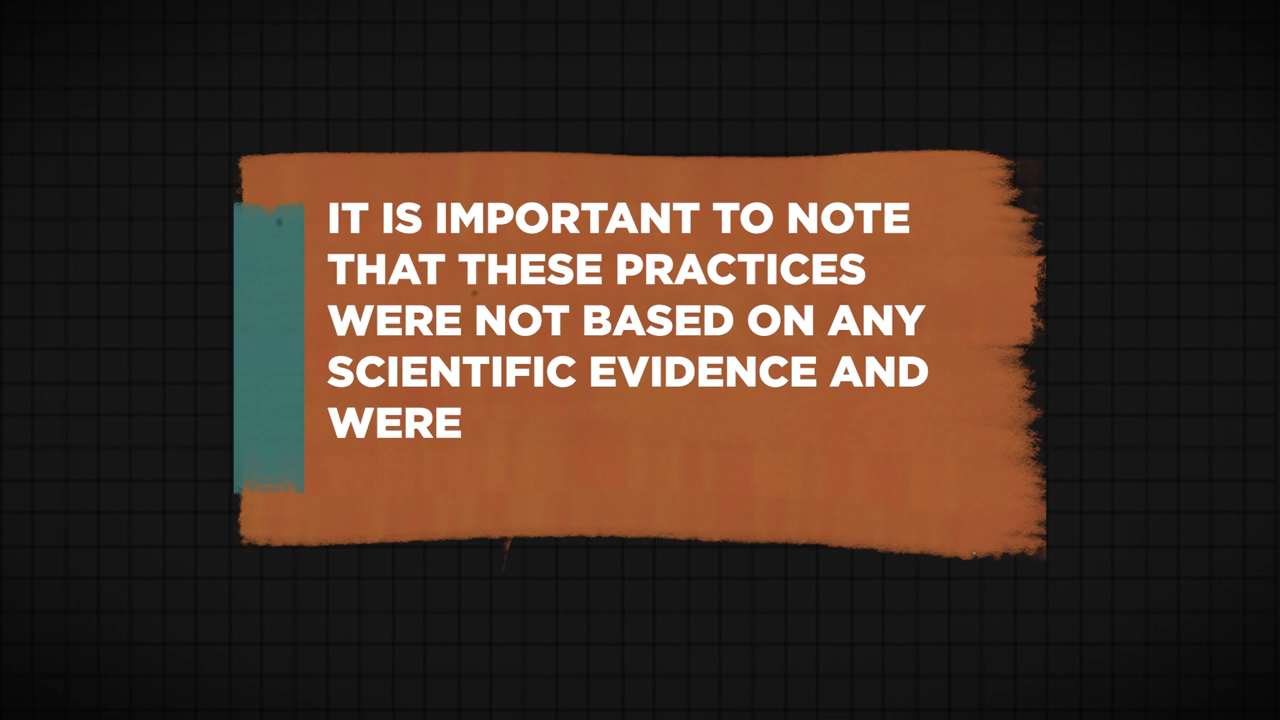 IT IS IMPORTANT TO NOTE
THAT THESE PRACTICES
WERE NOT BASED ON ANY
SCIENTIFIC EVIDENCE AND
WERE